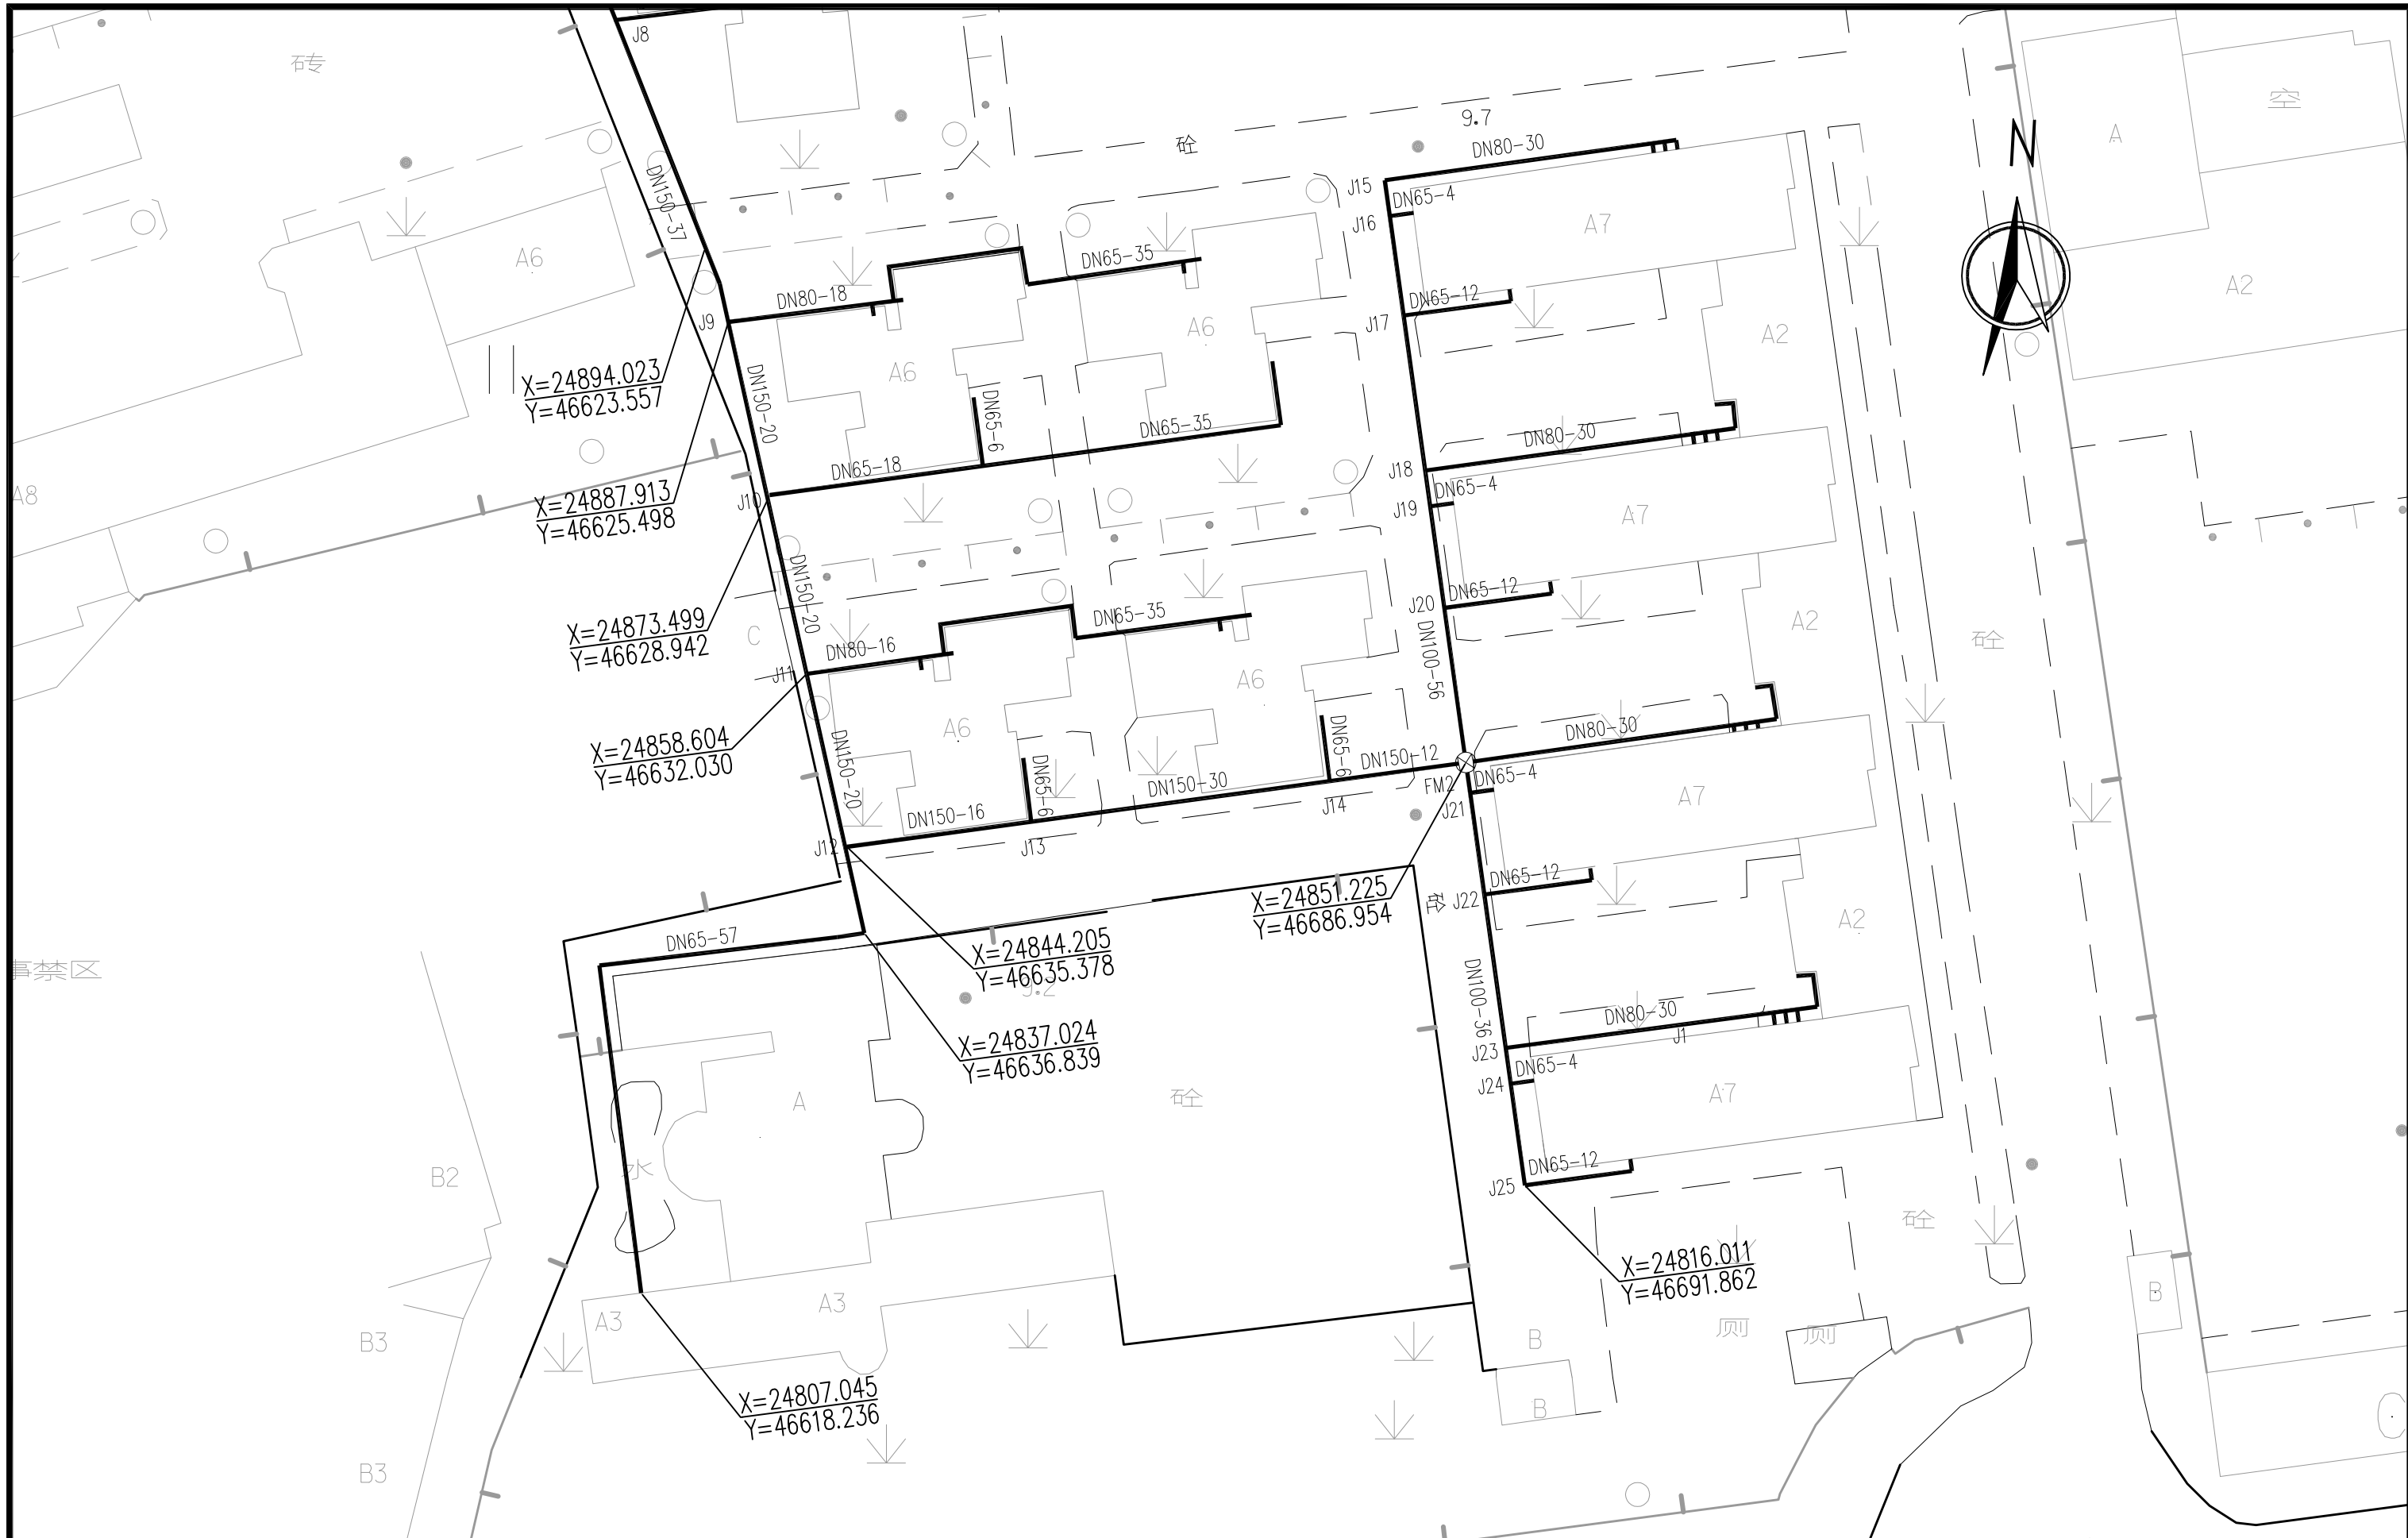 J8
砖
9.7
砼
空
A
N
DN80-30
J15
DN65-4
J16
A7
DN150-37
A6
DN65-35
A2
DN80-18
J9
DN65-12
J17
A6
A2
X=24894.023
Y=46623.557
A6
DN150-20
DN65-6
DN65-35
DN80-30
DN65-18
J18
DN65-4
J19
A8
X=24887.913
Y=46625.498
J10
A7
DN150-20
DN65-12
J20
X=24873.499
Y=46628.942
C
DN65-35
DN80-16
A2
砼
J11
A6
DN100-56
X=24858.604
Y=46632.030
A6
DN150-20
DN65-6
DN65-6
DN150-12
DN80-30
FM2
DN65-4
J21
DN150-30
J14
A7
DN150-16
J12
J13
X=24851.225
Y=46686.954
砼
J22
DN65-12
A2
DN65-57
X=24844.205
Y=46635.378
9.2
禁区
DN100-36
X=24837.024
Y=46636.839
DN80-30
J1
J23
DN65-4
J24
A7
A
砼
水
B2
DN65-12
J25
砼
X=24816.011
Y=46691.862
B
A3
A3
B3
B
厕
厕
X=24807.045
Y=46618.236
B
B3